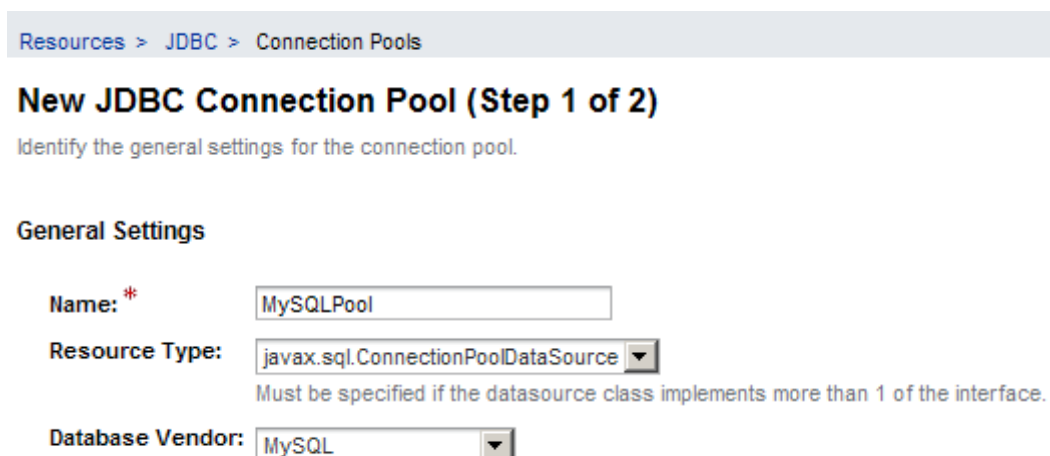 Resources > JDBC > Connection Pools
New JDBC Connection Pool (Step 1 of 2)
Identify the general settings for the connection pool.
General Settings
Name: * MySQLPool
Resource Type: javax.sql.ConnectionPoolDataSource
Must be specified if the datasource class implements more than 1 of the interface.
Database Vendor: MySQL